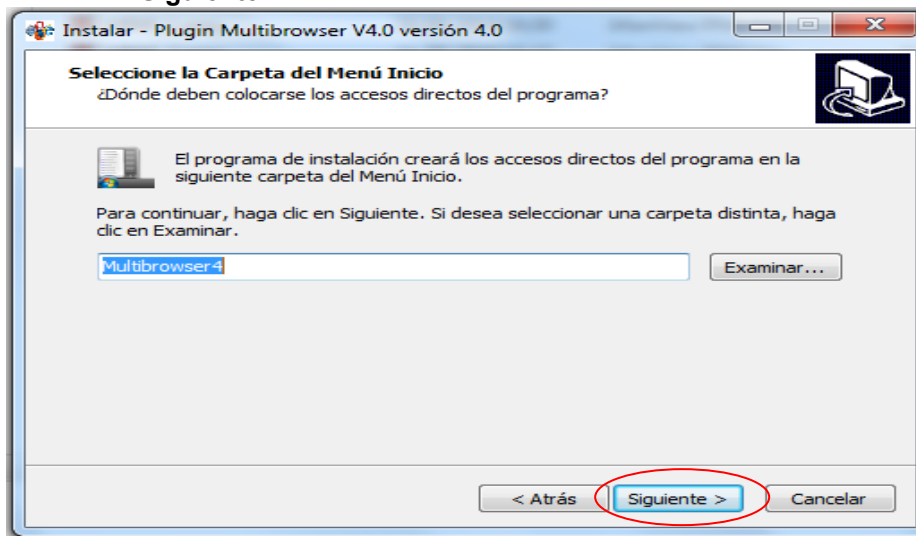 Siguiente
Instalar - Plugin Multibrowser V4.0 versión 4.0
Seleccione la Carpeta del Menú Inicio
¿Dónde deben colocarse los accesos directos del programa?
El programa de instalación creará los accesos directos del programa en la
siguiente carpeta del Menú Inicio.
Para continuar, haga clic en Siguiente. Si desea seleccionar una carpeta distinta, haga
clic en Examinar.
Multibrowser4
Examinar...
< Atrás
Siguiente >
Cancelar